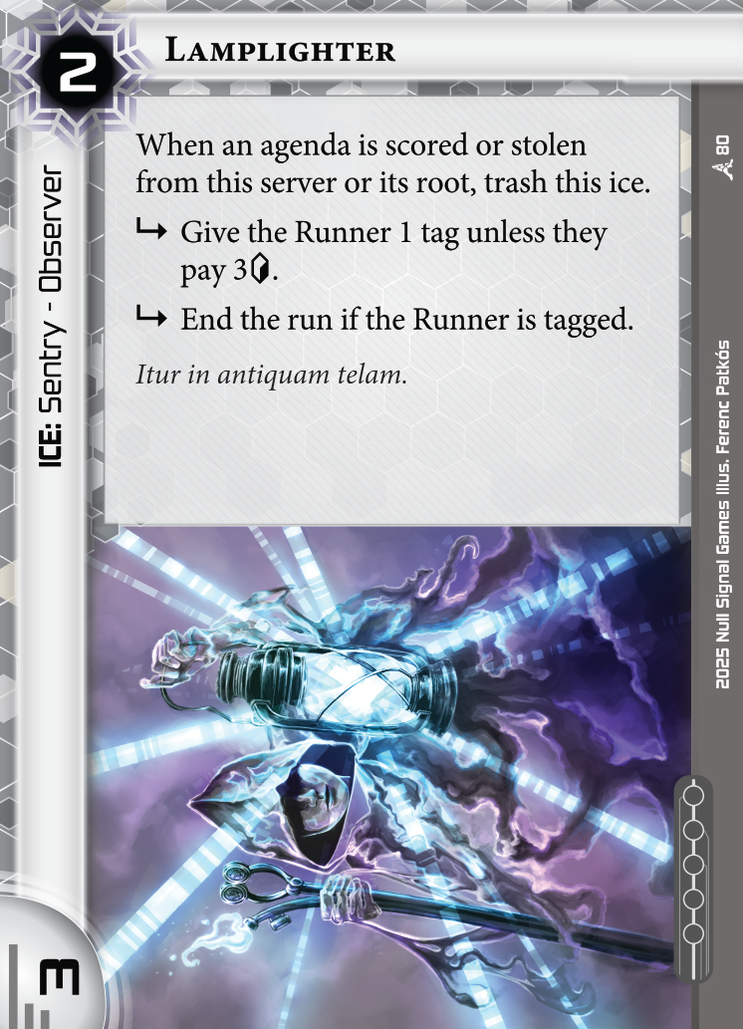 2
Lamplighter
When an agenda is scored or stolen
from this server or its root, trash this ice.
Give the Runner 1 tag unless they
pay 3.
End the run if the Runner is tagged.
Itur in antiquam telam.
ICE: Sentry - Observer
3
80
2025 Null Signal Games Illus. Ferenc Patkós